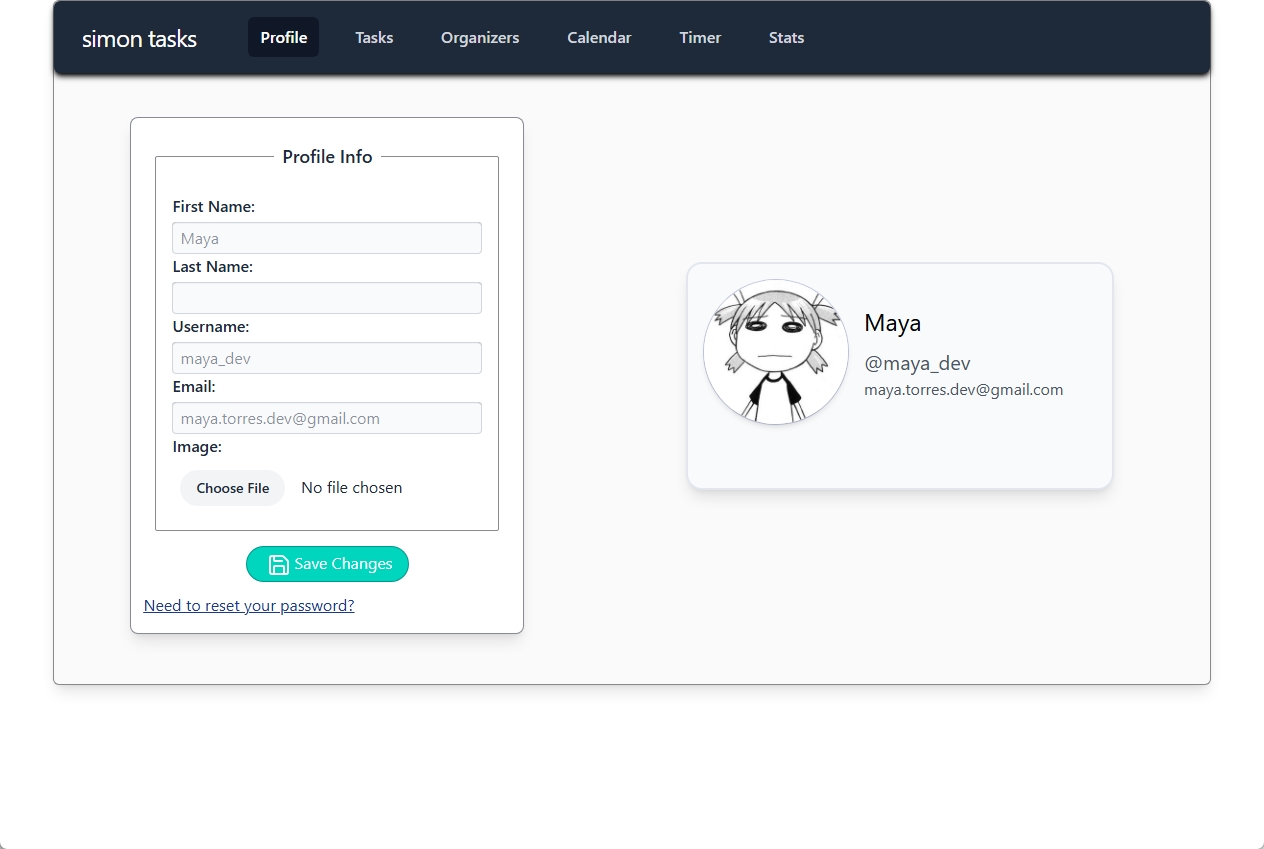 simon tasks Profile Tasks Organizers Calendar Timer Stats
Profile Info
First Name:
Maya
Last Name:
Username:
maya_dev
Email:
maya.torres.dev@gmail.com
Image:
Choose File No file chosen
Save Changes
Need to reset your password?
Maya
@maya_dev
maya.torres.dev@gmail.com